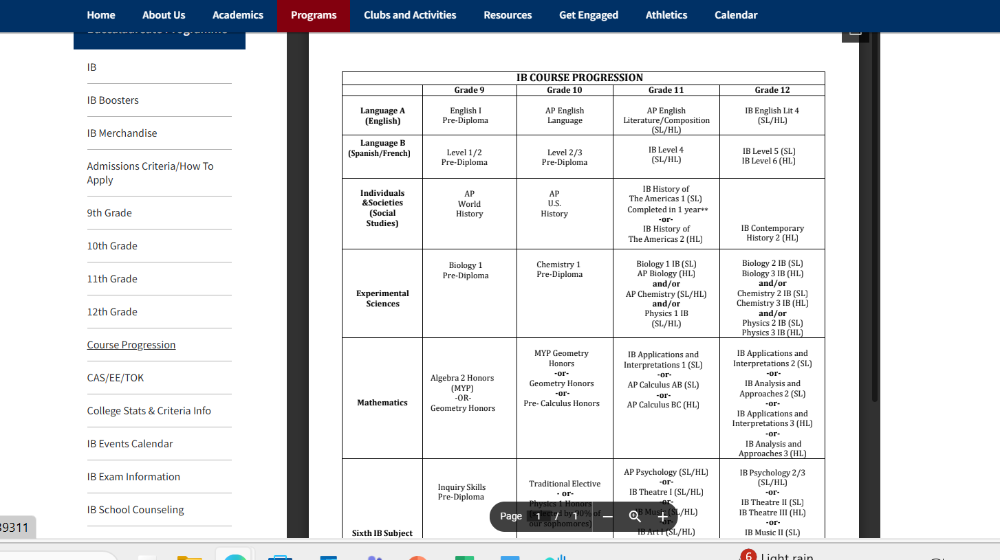 Home About Us Academics Programs Clubs and Activities Resources Get Engaged Athletics Calendar
Baccalaureate Programme
IB
IB Boosters
IB Merchandise
Admissions Criteria/How To
Apply
9th Grade
10th Grade
11th Grade
12th Grade
Course Progression
CAS/EE/TOK
College Stats & Criteria Info
IB Events Calendar
IB Exam Information
IB School Counseling
39311
IB COURSE PROGRESSION
Grade 9 Grade 10 Grade 11 Grade 12
Language A
(English)
English I
Pre-Diploma
AP English
Language
AP English
Literature/Composition
(SL/HL)
IB English Lit 4
(SL/HL)
Language B
(Spanish/French)
Level 1/2
Pre-Diploma
Level 2/3
Pre-Diploma
IB Level 4
(SL/HL)
IB Level 5 (SL)
IB Level 6 (HL)
Individuals
&Societies
(Social
Studies)
AP
World
History
AP
U.S.
History
IB History of
The Americas 1 (SL)
Completed in 1 year**
-or-
IB History of
The Americas 2 (HL)
IB Contemporary
History 2 (HL)
Experimental
Sciences
Biology 1
Pre-Diploma
Chemistry 1
Pre-Diploma
Biology 1 IB (SL)
AP Biology (HL)
and/or
AP Chemistry (SL/HL)
and/or
Physics 1 IB
(SL/HL)
Biology 2 IB (SL)
Biology 3 IB (HL)
and/or
Chemistry 2 IB (SL)
Chemistry 3 IB (HL)
and/or
Physics 2 IB (SL)
Physics 3 IB (HL)
Mathematics
Algebra 2 Honors
(MYP)
-OR-
Geometry Honors
MYP Geometry
Honors
-or-
Geometry Honors
-or-
Pre- Calculus Honors
IB Applications and
Interpretations 1 (SL)
-or-
AP Calculus AB (SL)
-or-
AP Calculus BC (HL)
IB Applications and
Interpretations 2 (SL)
-or-
IB Analysis and
Approaches 2 (SL)
-or-
IB Applications and
Interpretations 3 (HL)
-or-
IB Analysis and
Approaches 3 (HL)
Sixth IB Subject
Inquiry Skills
Pre-Diploma
Traditional Elective
- or-
Physics 1 Honors
(selected by 90% of
our sophomores)
AP Psychology (SL/HL)
-or-
IB Theatre I (SL/HL)
-or-
IB Music (SL/HL)
-or-
IB Art I (SL/HL)
IB Psychology 2/3
(SL/HL)
-or-
IB Theatre II (SL)
IB Theatre III (HL)
-or-
IB Music II (SL)
Page 1 / 1
6 Light rain